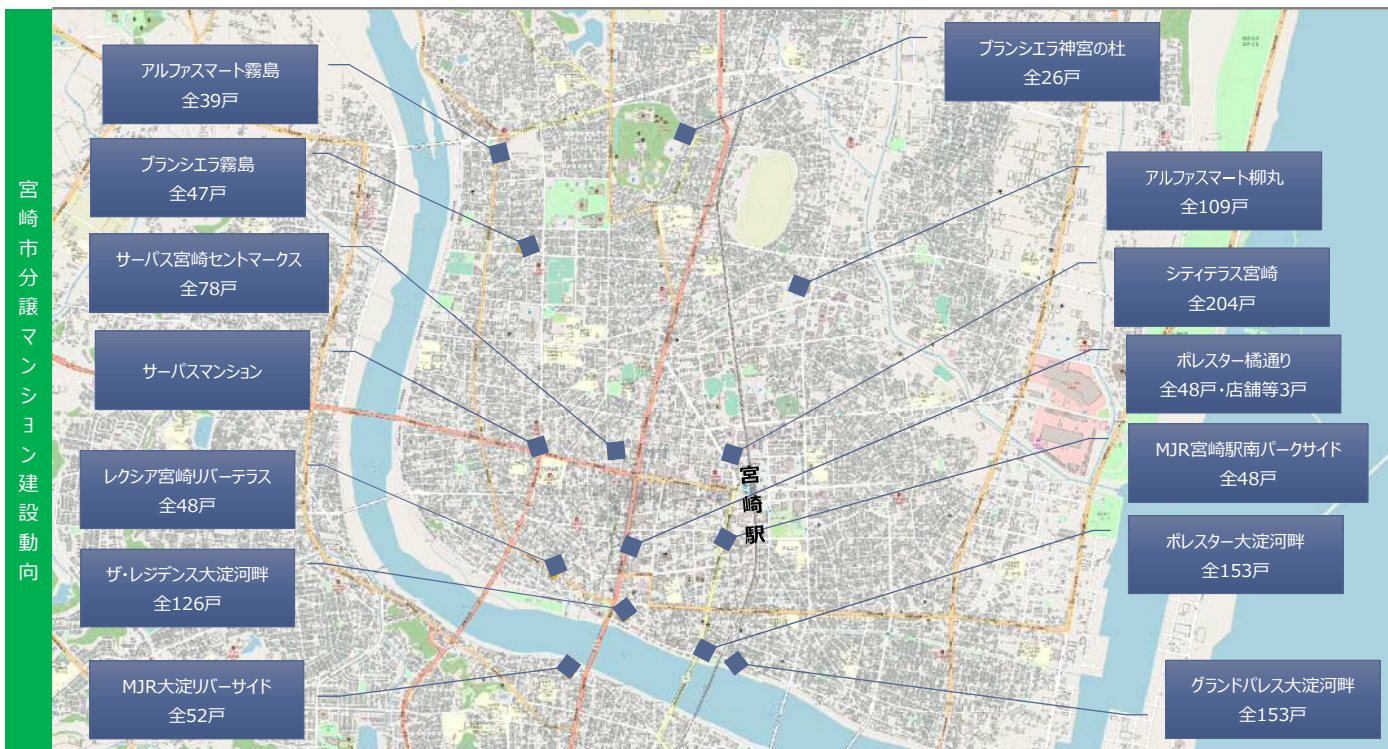 宮崎市分譲マンション建設動向
アルファスマート霧島
全39戸
ブランシエラ霧島
全47戸
サーパス宮崎セントマークス
全78戸
サーパスマンション
レクシア宮崎リバーテラス
全48戸
ザ・レジデンス大淀河畔
全126戸
MJR大淀リバーサイド
全52戸
宮崎駅
ブランシエラ神宮の杜
全26戸
アルファスマート柳丸
全109戸
シティテラス宮崎
全204戸
ポレスター橘通り
全48戸・店舗等3戸
MJR宮崎駅南パークサイド
全48戸
ポレスター大淀河畔
全153戸
グランドパレス大淀河畔
全153戸